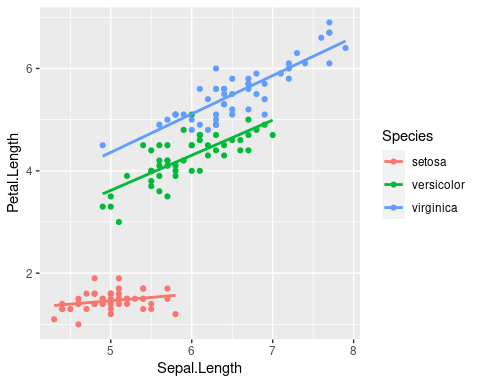 6
4
2
5
6
7
8
Sepal.Length
Petal.Length
Species
setosa
versicolor
virginica